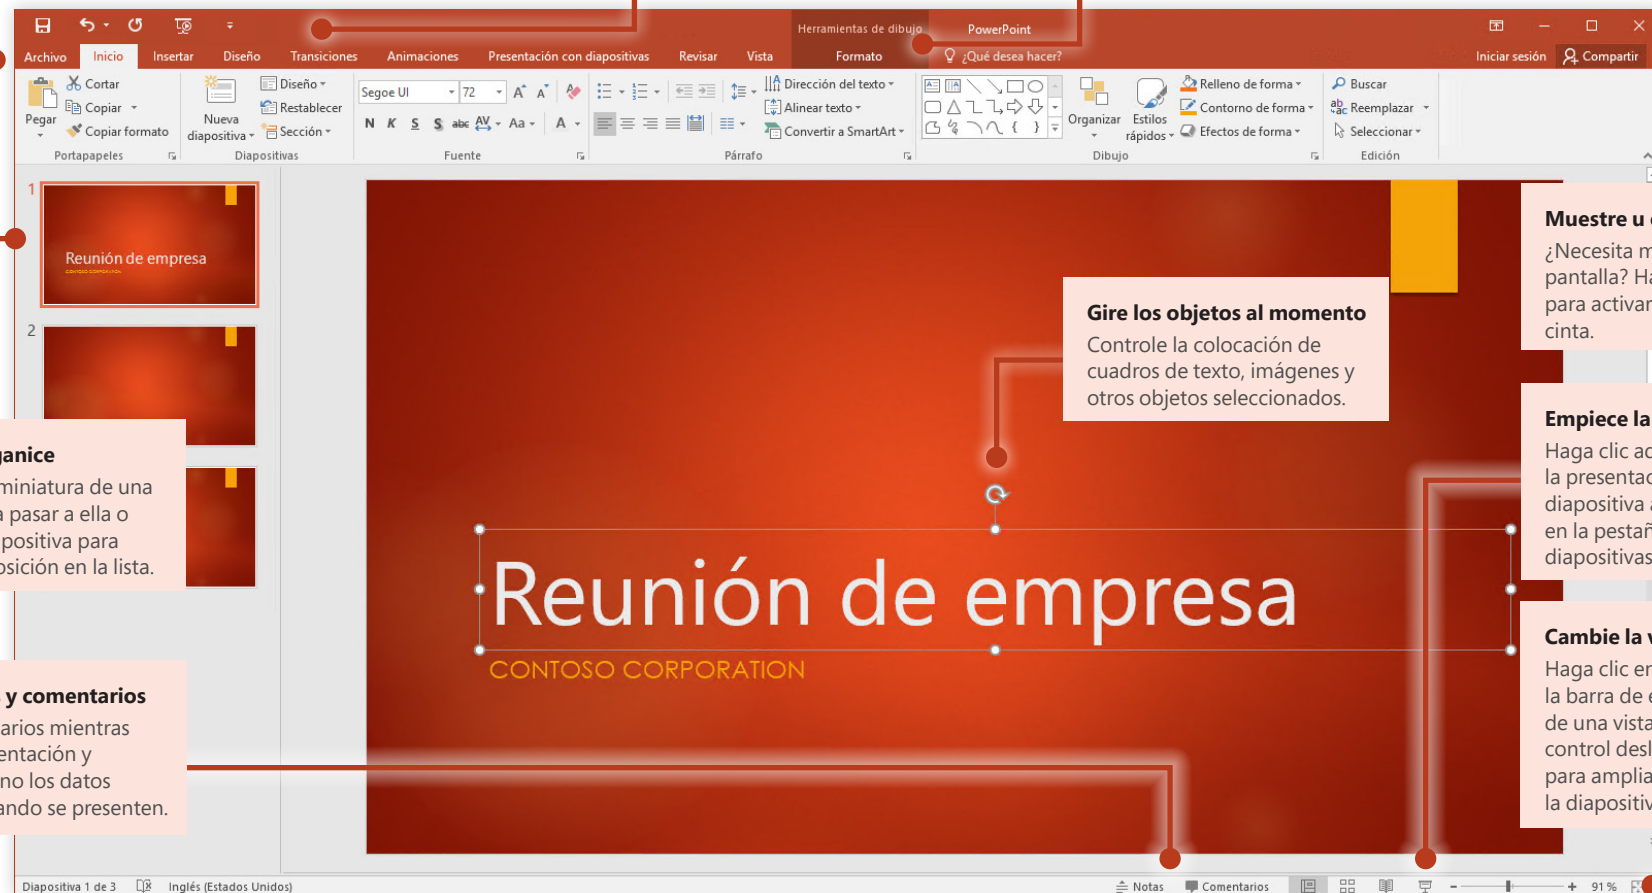 Herramientas de dibujo PowerPoint
Archivo Inicio Insertar Diseño Transiciones Animaciones Presentación con diapositivas Revisar Vista Formato ¿Qué desea hacer? Iniciar sesión Compartir
Pegar
Cortar
Copiar
Copiar formato
Portapapeles
Nueva
diapositiva
Diseño
Restablecer
Sección
Diapositivas
Segoe UI 72
N K S S abc AV Aa A
Fuente
Dirección del texto
Alinear texto
Convertir a SmartArt
Párrafo
Organizar
Estilos
rápidos
Relleno de forma
Contorno de forma
Efectos de forma
Dibujo
Buscar
Reemplazar
Seleccionar
Edición
1
Reunión de empresa
CONTOSO CORPORATION
2
ganice
miniatura de una
a pasar a ella o
positiva para
osición en la lista.
y comentarios
arios mientras
entación y
no los datos
ando se presenten.
Gire los objetos al momento
Controle la colocación de
cuadros de texto, imágenes y
otros objetos seleccionados.
Reunión de empresa
CONTOSO CORPORATION
Muestre u
¿Necesita m
pantalla? Ha
para activar
cinta.
Empiece la
Haga clic ac
la presentac
diapositiva a
en la pestañ
diapositivas
Cambie la v
Haga clic en
la barra de e
de una vista
control desl
para amplia
la diapositiv
Diapositiva 1 de 3 Inglés (Estados Unidos) Notas Comentarios 91 %